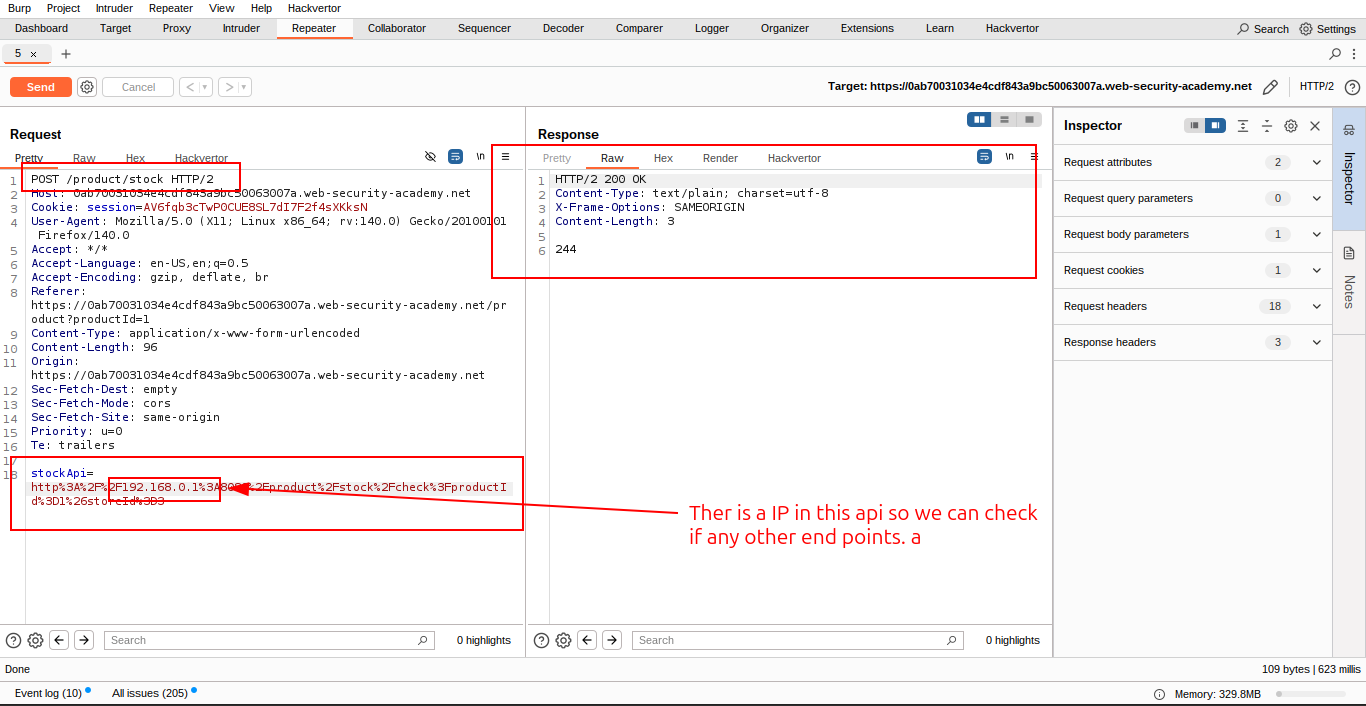 Burp Project Intruder Repeater View Help Hackvertor
Dashboard Target Proxy Intruder Repeater Collaborator Sequencer Decoder Comparer Logger Organizer Extensions Learn Hackvertor Search Settings
5 × +
Send Cancel < > Target: https://0ab70031034e4cdf843a9bc50063007a.web-security-academy.net HTTP/2
Request
Pretty Raw Hex Hackvertor \n
1 POST /product/stock HTTP/2
2 Host: 0ab70031034e4cdf843a9bc50063007a.web-security-academy.net
3 Cookie: session=AV6fqb3cTwP0CUE8SL7dI7F2f4sXKksN
4 User-Agent: Mozilla/5.0 (X11; Linux x86_64; rv:140.0) Gecko/20100101
Firefox/140.0
5 Accept: */*
6 Accept-Language: en-US,en;q=0.5
7 Accept-Encoding: gzip, deflate, br
8 Referer:
https://0ab70031034e4cdf843a9bc50063007a.web-security-academy.net/pr
oduct?productId=1
9 Content-Type: application/x-www-form-urlencoded
10 Content-Length: 96
11 Origin:
https://0ab70031034e4cdf843a9bc50063007a.web-security-academy.net
12 Sec-Fetch-Dest: empty
13 Sec-Fetch-Mode: cors
14 Sec-Fetch-Site: same-origin
15 Priority: u=0
16 Te: trailers
17
18 stockApi=
http%3A%2F%2F192.168.0.1%3A8080%2Fproduct%2Fstock%2Fcheck%3FproductI
d%3D1%26storeId%3D3
Search 0 highlights
Response
Pretty Raw Hex Render Hackvertor \n
1 HTTP/2 200 OK
2 Content-Type: text/plain; charset=utf-8
3 X-Frame-Options: SAMEORIGIN
4 Content-Length: 3
5
6 244
Ther is a IP in this api so we can check
if any other end points. a
Search 0 highlights
Inspector
Request attributes 2
Request query parameters 0
Request body parameters 1
Request cookies 1
Request headers 18
Response headers 3
Inspector
Notes
Done 109 bytes | 623 millis
Event log (10) All issues (205) Memory: 329.8MB